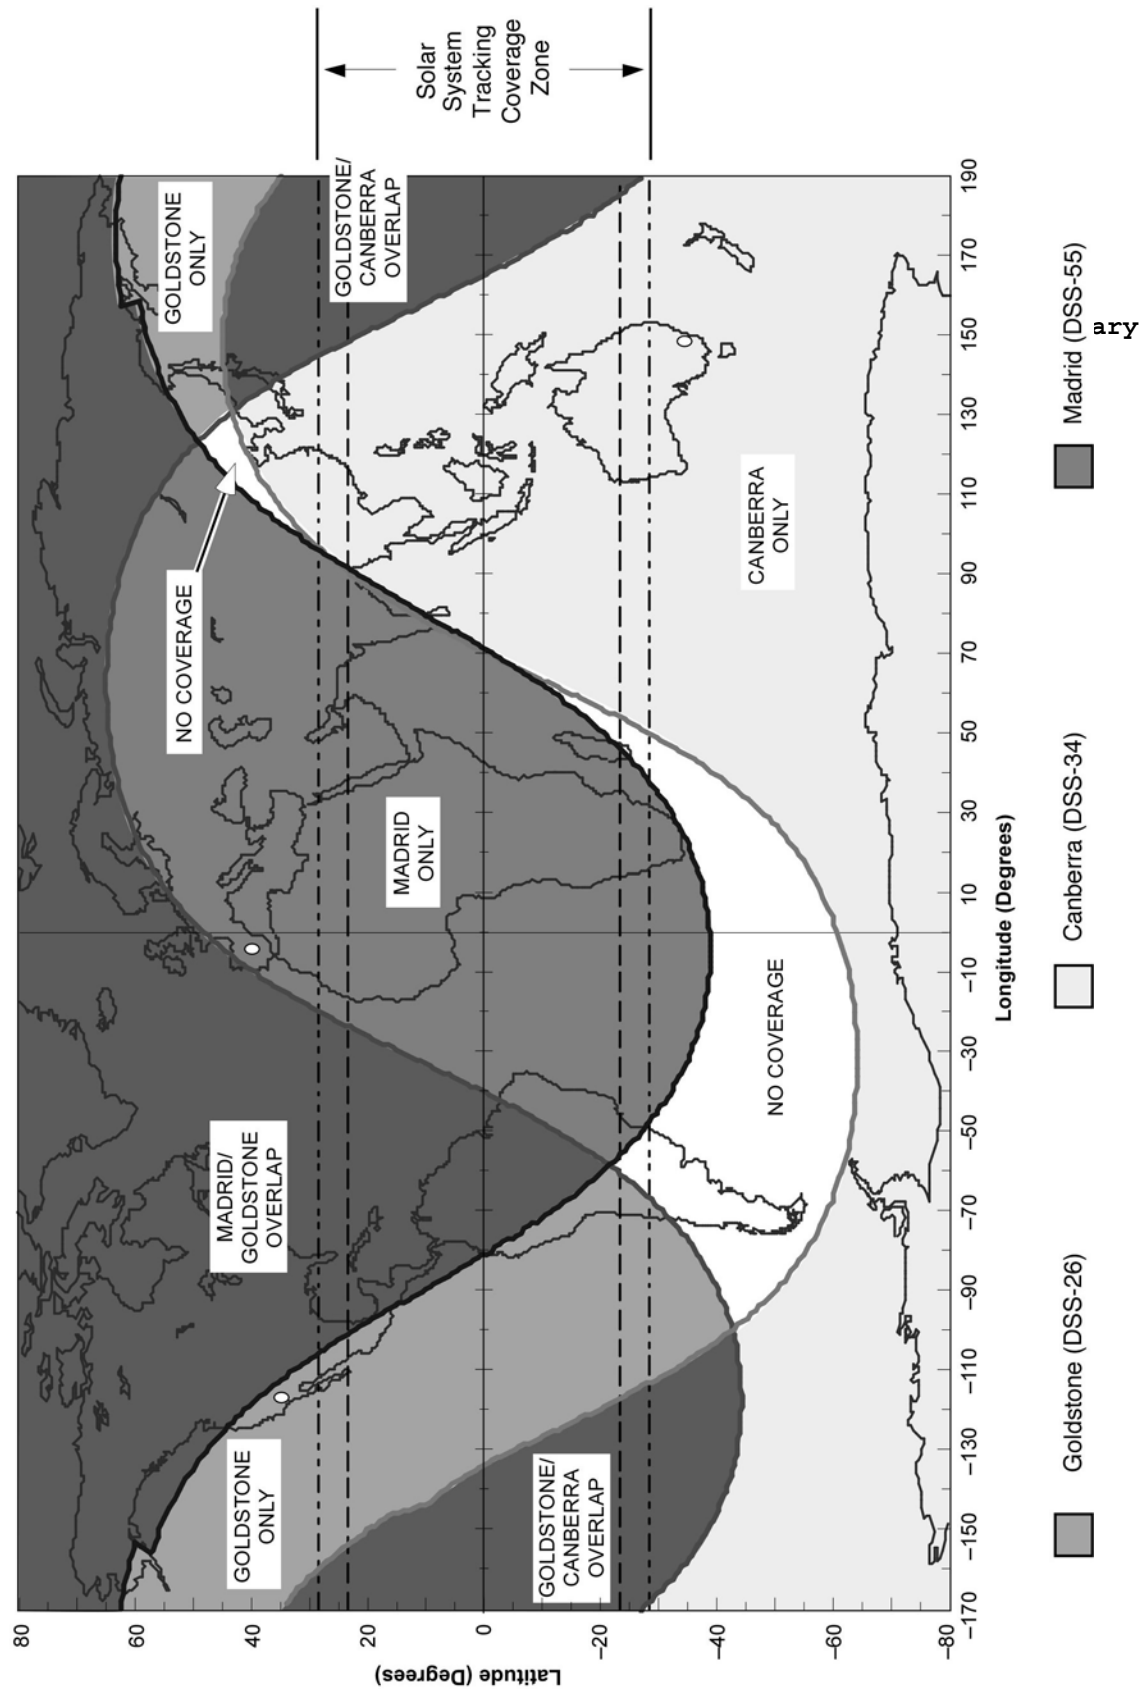 Solar
System
Tracking
Coverage
Zone
GOLDSTONE
ONLY
GOLDSTONE/
CANBERRA
OVERLAP
NO COVERAGE
MADRID
ONLY
CANBERRA
ONLY
MADRID/
GOLDSTONE
OVERLAP
NO COVERAGE
GOLDSTONE
ONLY
GOLDSTONE/
CANBERRA
OVERLAP
80
60
40
20
0
−20
−40
−60
−80
Latitude (Degrees)
−170
−150
−130
−110
−90
−70
−50
−30
−10
10
30
50
70
90
110
130
150
170
190
Longitude (Degrees)
Goldstone (DSS-26)
Canberra (DSS-34)
Madrid (DSS-55)
ary